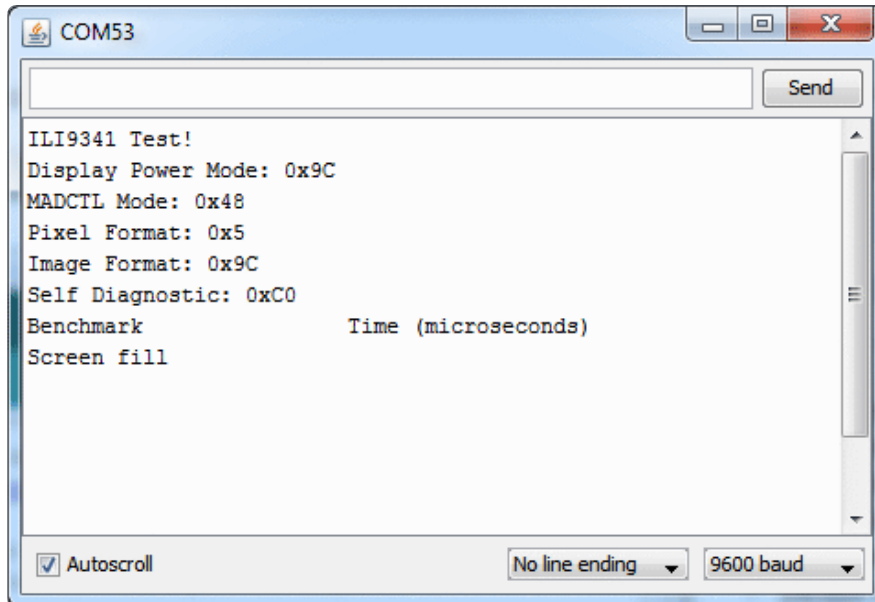 COM53
Send
ILI9341 Test!
Display Power Mode: 0x9C
MADCTL Mode: 0x48
Pixel Format: 0x5
Image Format: 0x9C
Self Diagnostic: 0xC0
Benchmark                Time (microseconds)
Screen fill
Autoscroll No line ending 9600 baud